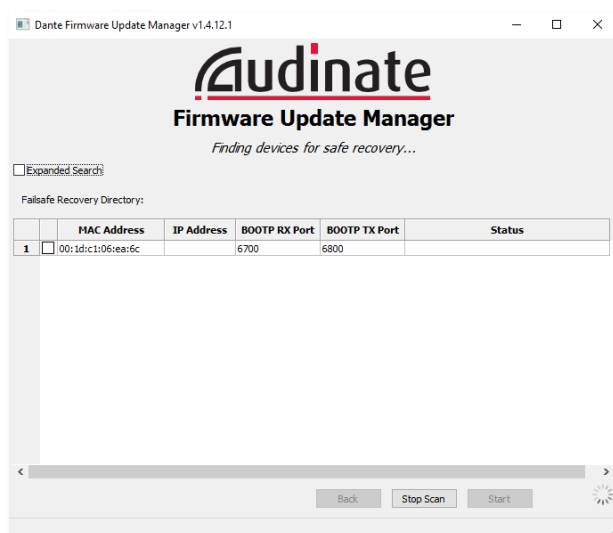 Dante Firmware Update Manager v1.4.12.1
Audinate
Firmware Update Manager
Finding devices for safe recovery...
Expanded Search
Failsafe Recovery Directory:
MAC Address IP Address BOOTP RX Port BOOTP TX Port Status
1 00:1d:c1:06:ea:6c 6700 6800
Back Stop Scan Start